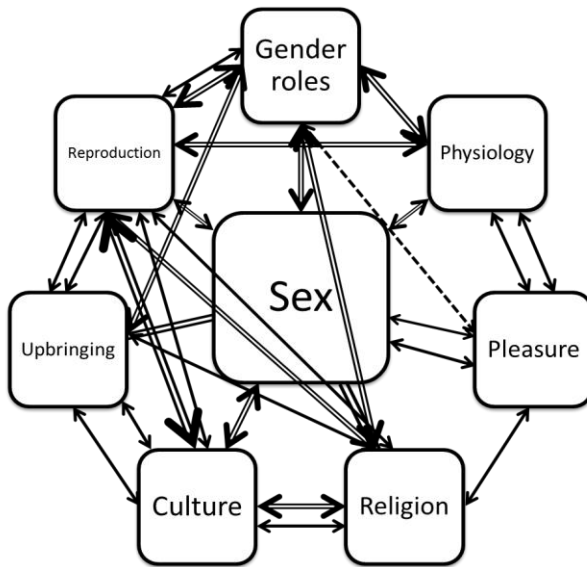 Gender
roles
Reproduction
Physiology
Sex
Upbringing
Pleasure
Culture
Religion